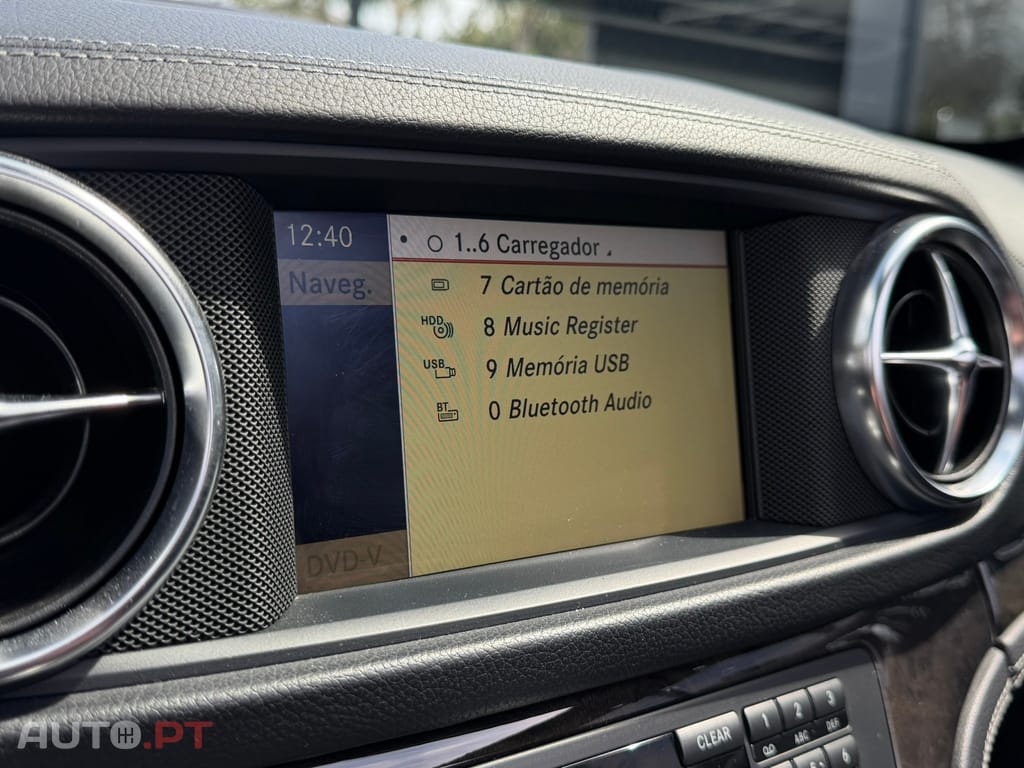 12:40
Naveg.
1..6 Carregador
7 Cartão de memória
HDD 8 Music Register
USB 9 Memória USB
BT 0 Bluetooth Audio
DVD-V
CLEAR 1 2 3
ABC DEF
6
AUTO.PT